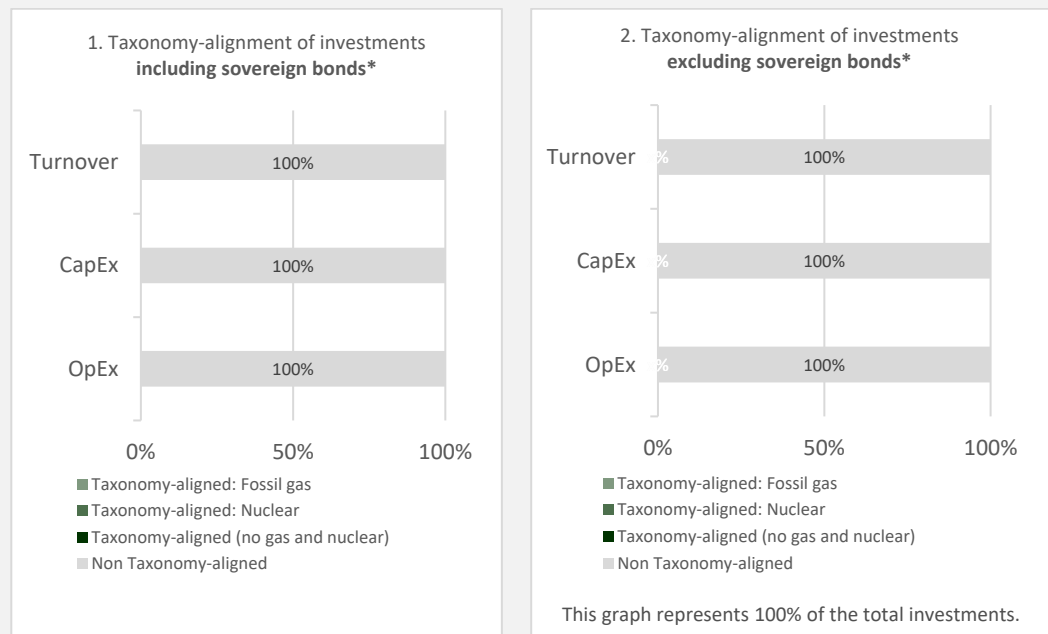 1. Taxonomy-alignment of investments
including sovereign bonds*
Turnover
100%
CapEx
100%
OpEx
100%
0% 50% 100%
Taxonomy-aligned: Fossil gas
Taxonomy-aligned: Nuclear
Taxonomy-aligned (no gas and nuclear)
Non Taxonomy-aligned
2. Taxonomy-alignment of investments
excluding sovereign bonds*
Turnover
% 100%
CapEx
% 100%
OpEx
% 100%
0% 50% 100%
Taxonomy-aligned: Fossil gas
Taxonomy-aligned: Nuclear
Taxonomy-aligned (no gas and nuclear)
Non Taxonomy-aligned
This graph represents 100% of the total investments.